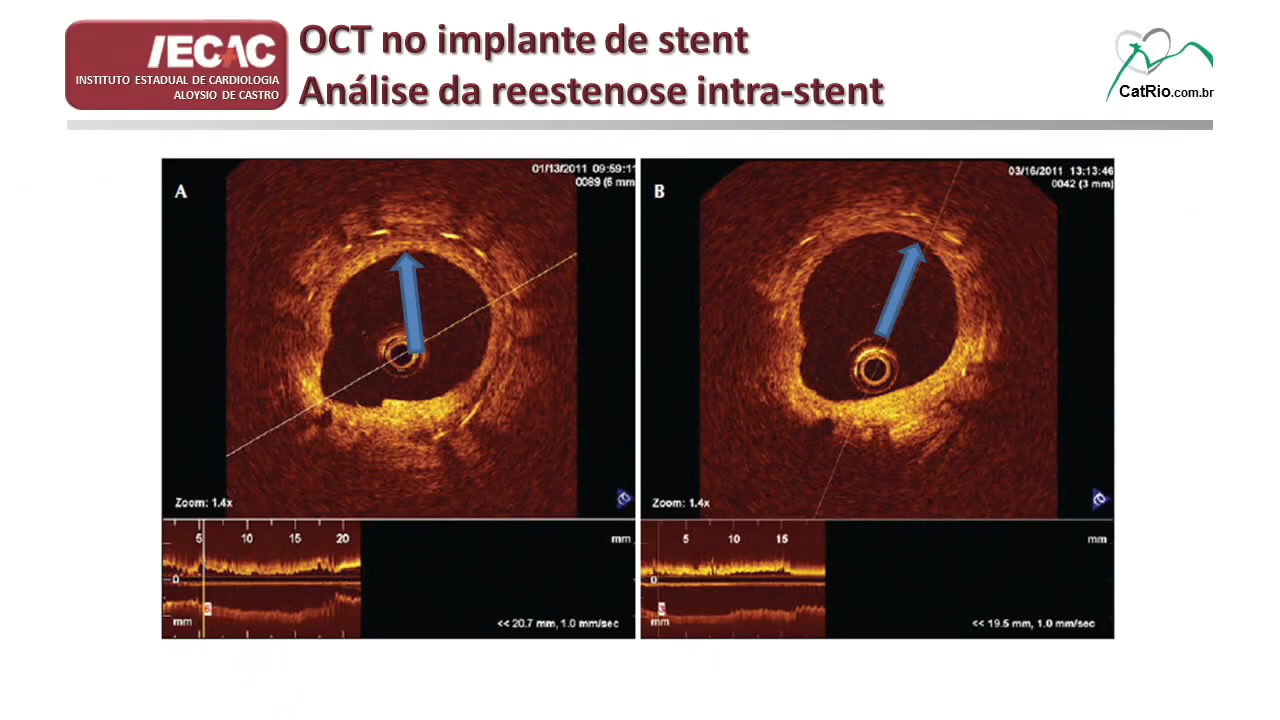 IECAC
INSTITUTO ESTADUAL DE CARDIOLOGIA
ALOYSIO DE CASTRO
OCT no implante de stent
Análise da reestenose intra-stent
CatRio.com.br
A
01/13/2011 09:59:11
0089 (6 mm
Zoom: 1.4x
5 10 15 20
mm
0
6
mm
<< 20.7 mm, 1.0 mm/sec
B
03/16/2011 13:13:46
0042 (3 mm)
Zoom: 1.4x
5 10 15
mm
0
3
mm
<< 19.5 mm, 1.0 mm/sec